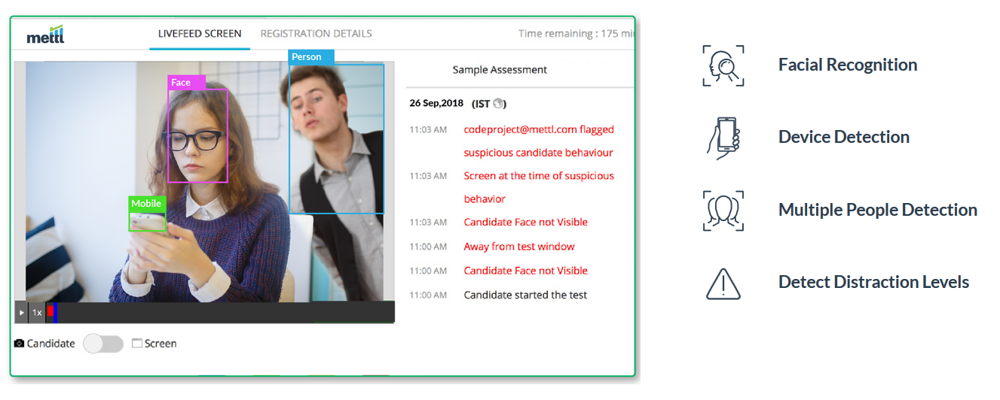 mettl
LIVEFEED SCREEN
REGISTRATION DETAILS
Time remaining : 175 min
Person
Face
Mobile
1x
Candidate
Screen
Sample Assessment
26 Sep,2018 (IST)
11:03 AM codeproject@mettl.com flagged
suspicious candidate behaviour
11:03 AM Screen at the time of suspicious
behavior
11:03 AM Candidate Face not Visible
11:00 AM Away from test window
11:00 AM Candidate Face not Visible
11:00 AM Candidate started the test
Facial Recognition
Device Detection
Multiple People Detection
Detect Distraction Levels